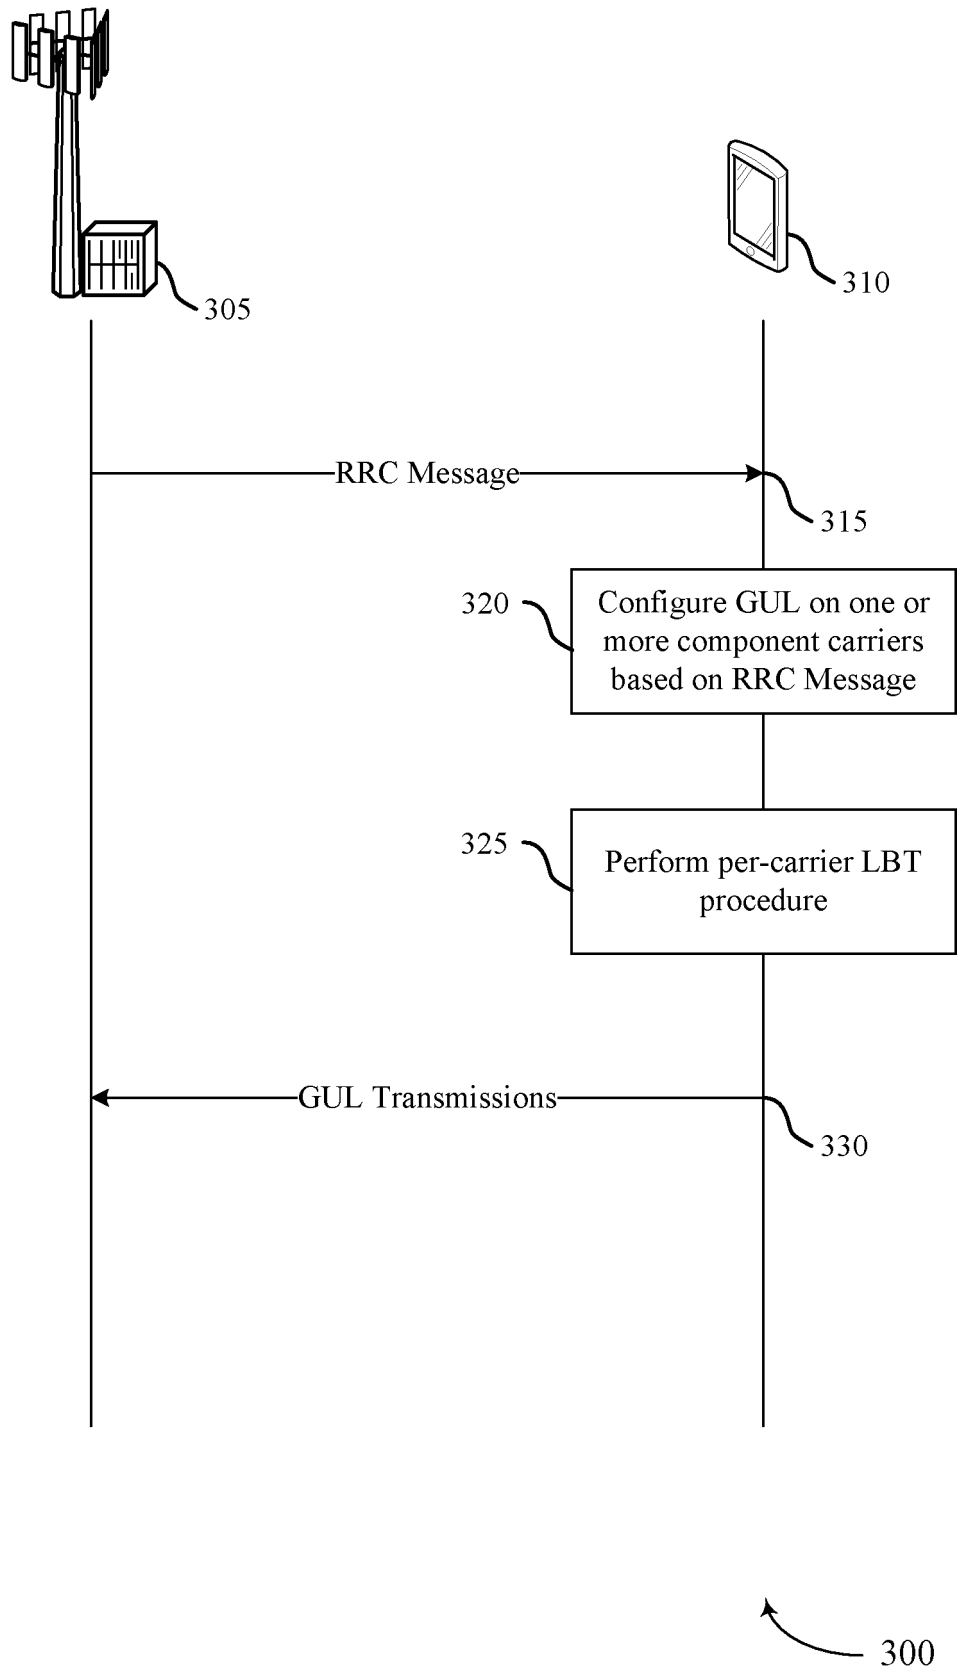 310
305
RRC Message
315
320
Configure GUL on one or
more component carriers
based on RRC Message
325
Perform per-carrier LBT
procedure
GUL Transmissions
330
300